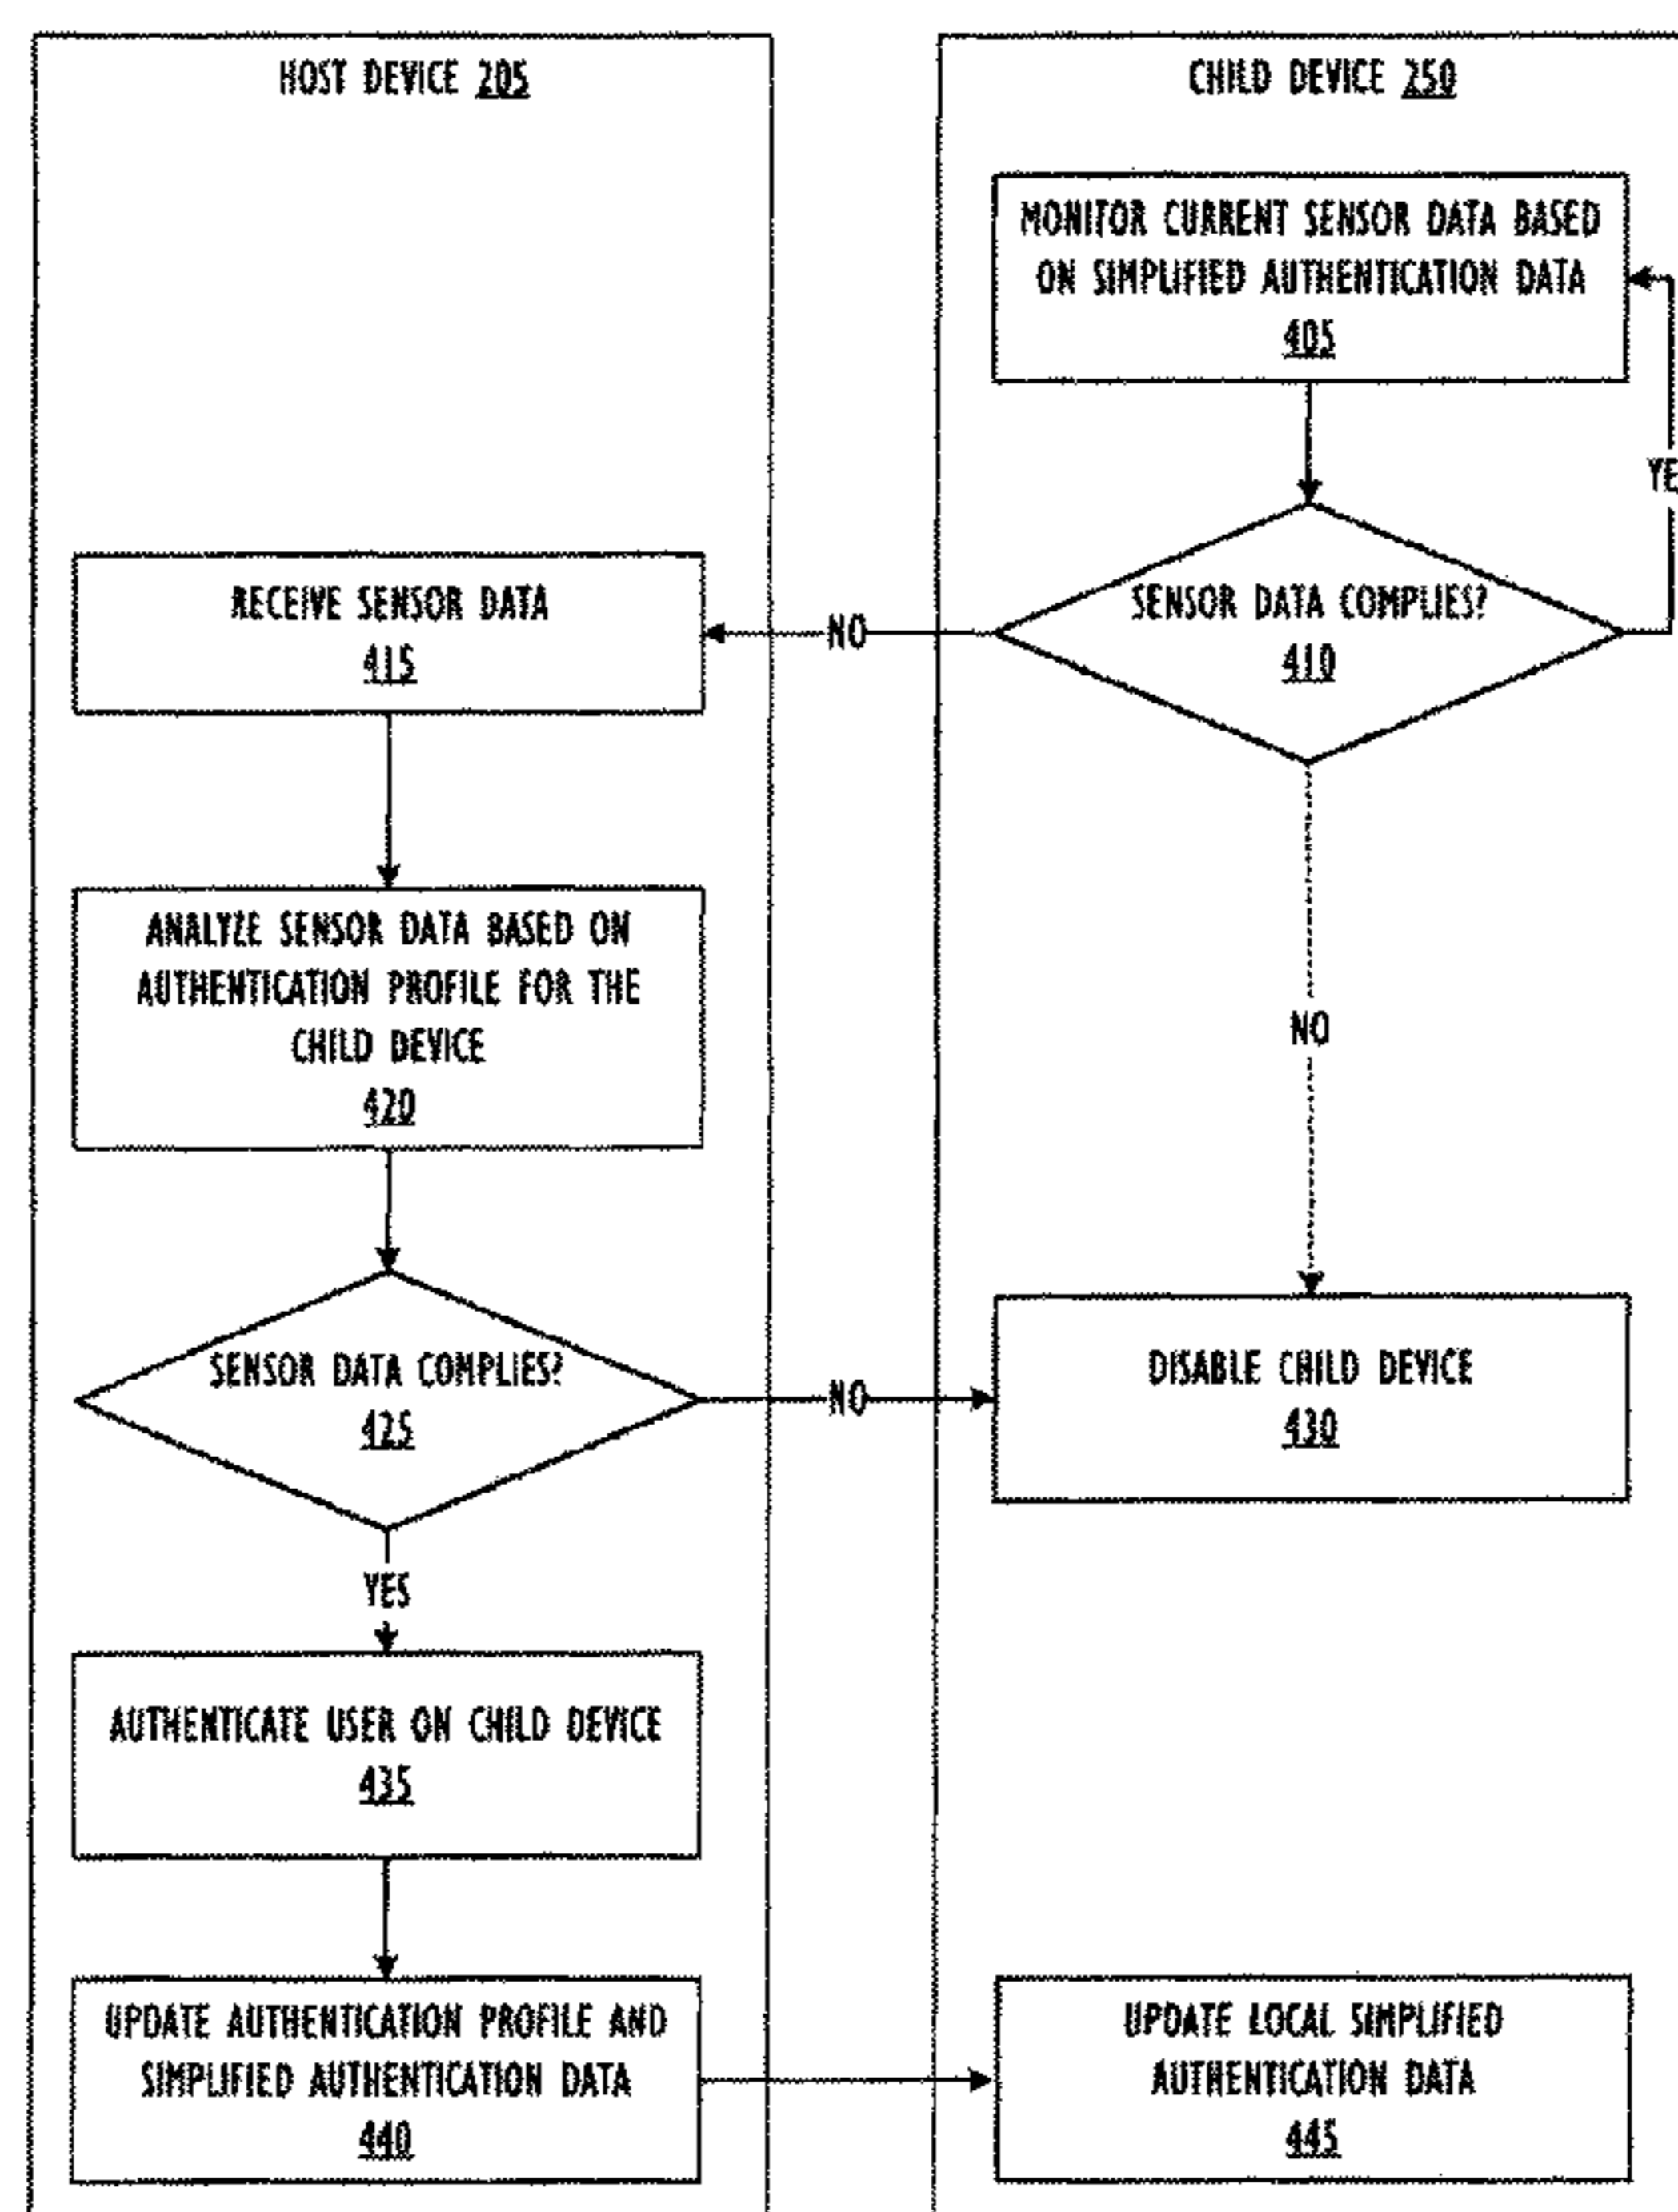 HOST DEVICE 205
CHILD DEVICE 250
MONITOR CURRENT SENSOR DATA BASED
ON SIMPLIFIED AUTHENTICATION DATA
405
YE
SENSOR DATA COMPLIES?
410
NO
RECEIVE SENSOR DATA
415
ANALYZE SENSOR DATA BASED ON
AUTHENTICATION PROFILE FOR THE
CHILD DEVICE
420
NO
SENSOR DATA COMPLIES?
425
NO
DISABLE CHILD DEVICE
430
YES
AUTHENTICATE USER ON CHILD DEVICE
435
UPDATE AUTHENTICATION PROFILE AND
SIMPLIFIED AUTHENTICATION DATA
440
UPDATE LOCAL SIMPLIFIED
AUTHENTICATION DATA
445